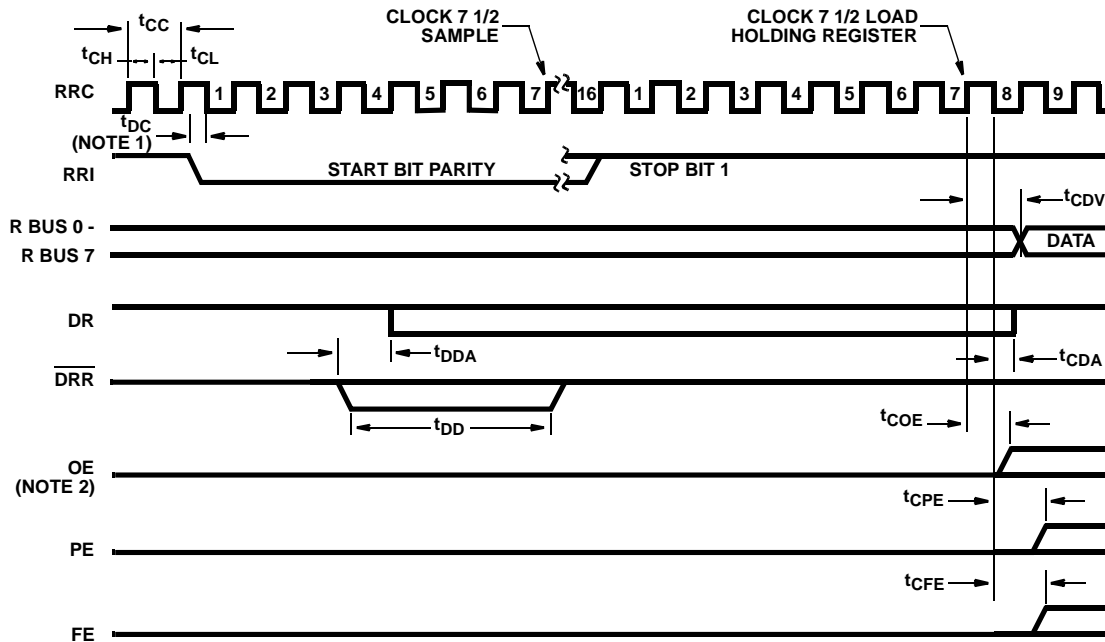 tCC
CLOCK 7 1/2
SAMPLE
CLOCK 7 1/2 LOAD
HOLDING REGISTER
tCH
tCL
RRC
1 2 3 4 5 6 7 16 1 2 3 4 5 6 7 8 9
tDC
(NOTE 1)
RRI
START BIT PARITY
STOP BIT 1
tCDV
R BUS 0 -
R BUS 7
DATA
DR
tDDA
tCDA
DRR
tDD
tCOE
OE
(NOTE 2)
tCPE
PE
tCFE
FE